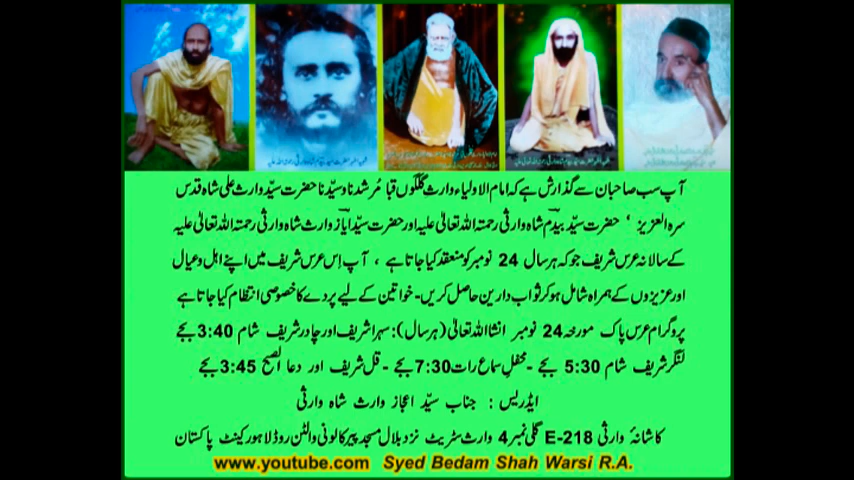 آپ سب صاحبان سے گذارش ہے کہ امام الاولیاء وارثِ گلگوں قبا مُرشدنا و سیّدنا حضرت سیّد وارث علی شاہ قدس
سرہ العزیز ‘ حضرت سیّد بیدؔم شاہ وارثی رحمتہ اللہ تعالیٰ علیہ اور حضرت سیّد ایازؔ وارث شاہ وارثی رحمتہ اللہ تعالیٰ علیہ
کے سالانہ عرس شریف جو کہ ہر سال 24 نومبر کو منعقد کیا جاتا ہے ، آپ اِس عرس شریف میں اپنے اہل و عیال
اور عزیزوں کے ہمراہ شامل ہو کر ثواب دارین حاصل کریں - خواتین کے لیے پردے کا خصوصی انتظام کیا جاتا ہے
پروگرام عرس پاک مورخہ 24 نومبر انشا اللہ تعالیٰ (ہر سال) : سہرا شریف اور چادر شریف شام 3:40 بجے
لنگر شریف شام 5:30 بجے - محفلِ سماع رات 7:30 بجے - قل شریف اور دعا الصبح 3:45 بجے
ایڈریس : جناب سیّد اعجاز وارث شاہ وارثی
کاشانۂ وارثی E-218 گلی نمبر 4 وارث سٹریٹ نزد بلال مسجد پیر کالونی والٹن روڈ لاہور کینٹ پاکستان
www.youtube.com Syed Bedam Shah Warsi R.A.